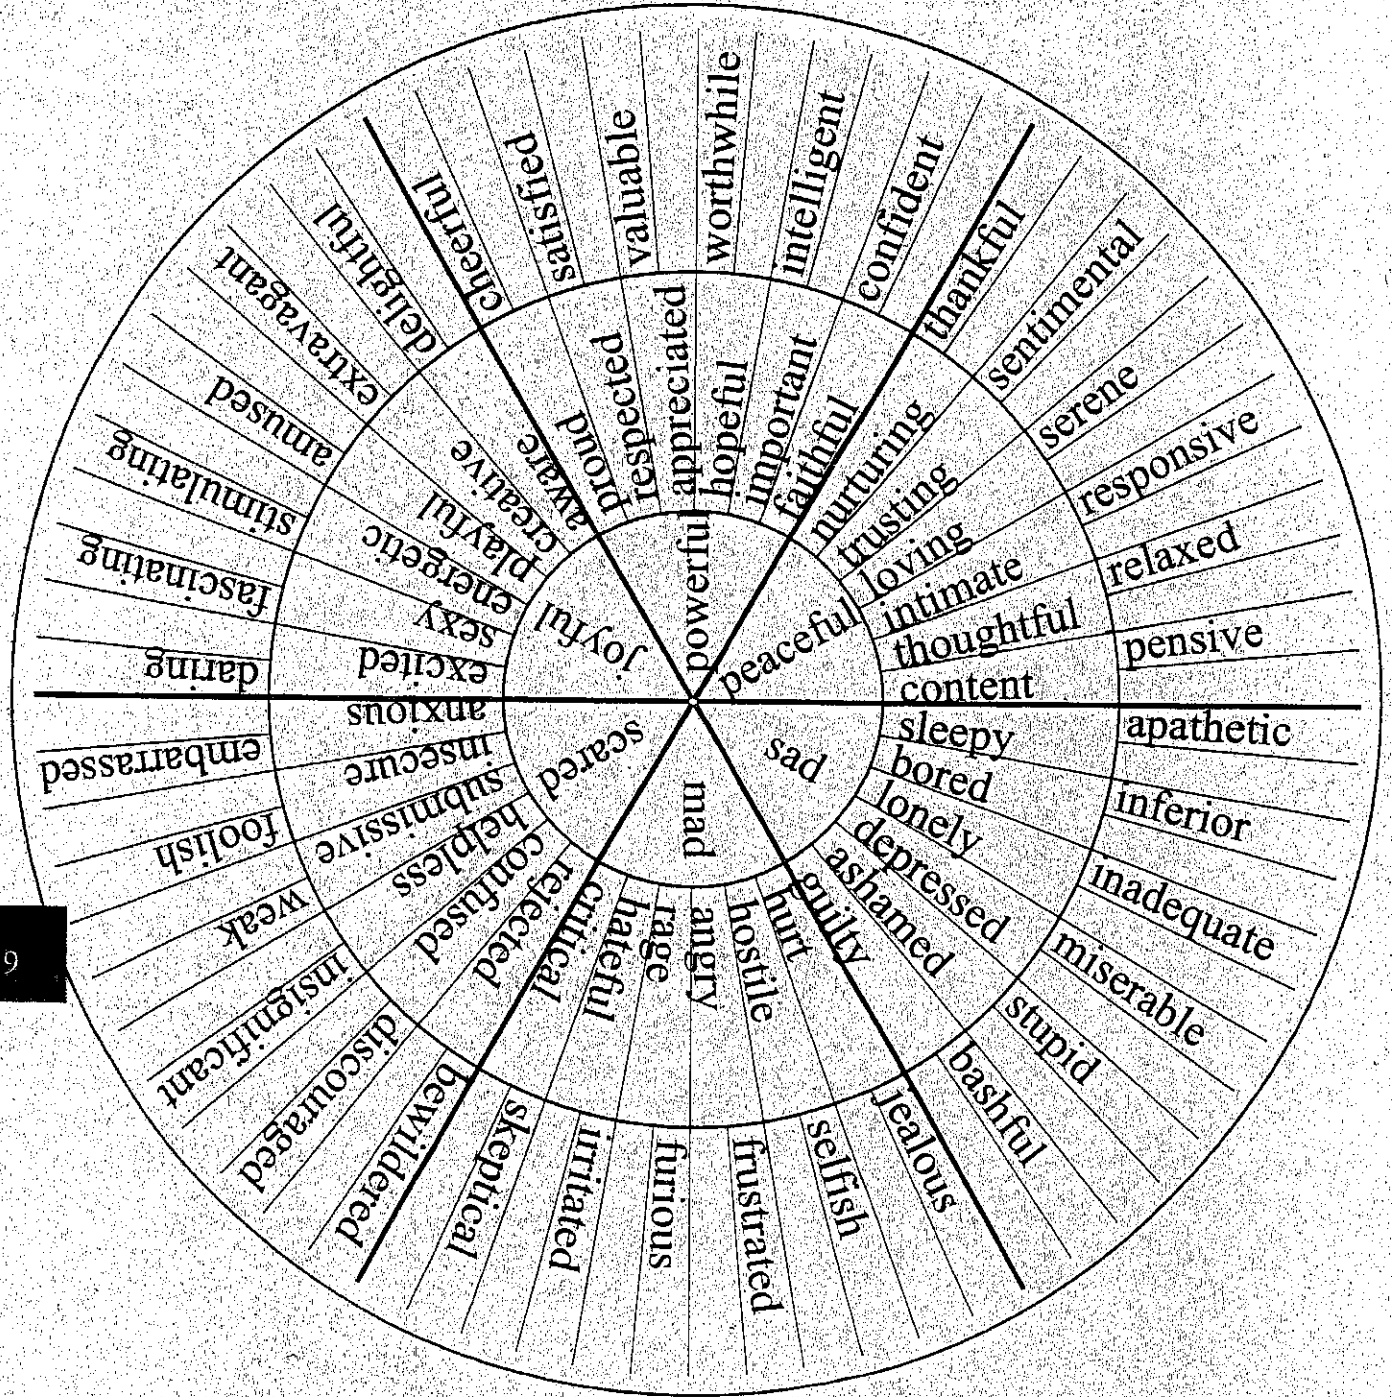 powerful
peaceful
sad
mad
scared
joyful
proud
respected
appreciated
hopeful
important
faithful
nurturing
trusting
loving
intimate
thoughtful
content
sleepy
bored
lonely
depressed
ashamed
guilty
hurt
hostile
angry
rage
hateful
critical
rejected
confused
helpless
submissive
insecure
anxious
excited
sexy
energetic
playful
creative
aware
cheerful
satisfied
valuable
worthwhile
intelligent
confident
thankful
sentimental
serene
responsive
relaxed
pensive
apathetic
inferior
inadequate
miserable
stupid
bashful
jealous
selfish
frustrated
furious
irritated
skeptical
bewildered
discouraged
insignificant
weak
foolish
embarrassed
daring
fascinating
stimulating
amused
extravagant
delightful
9